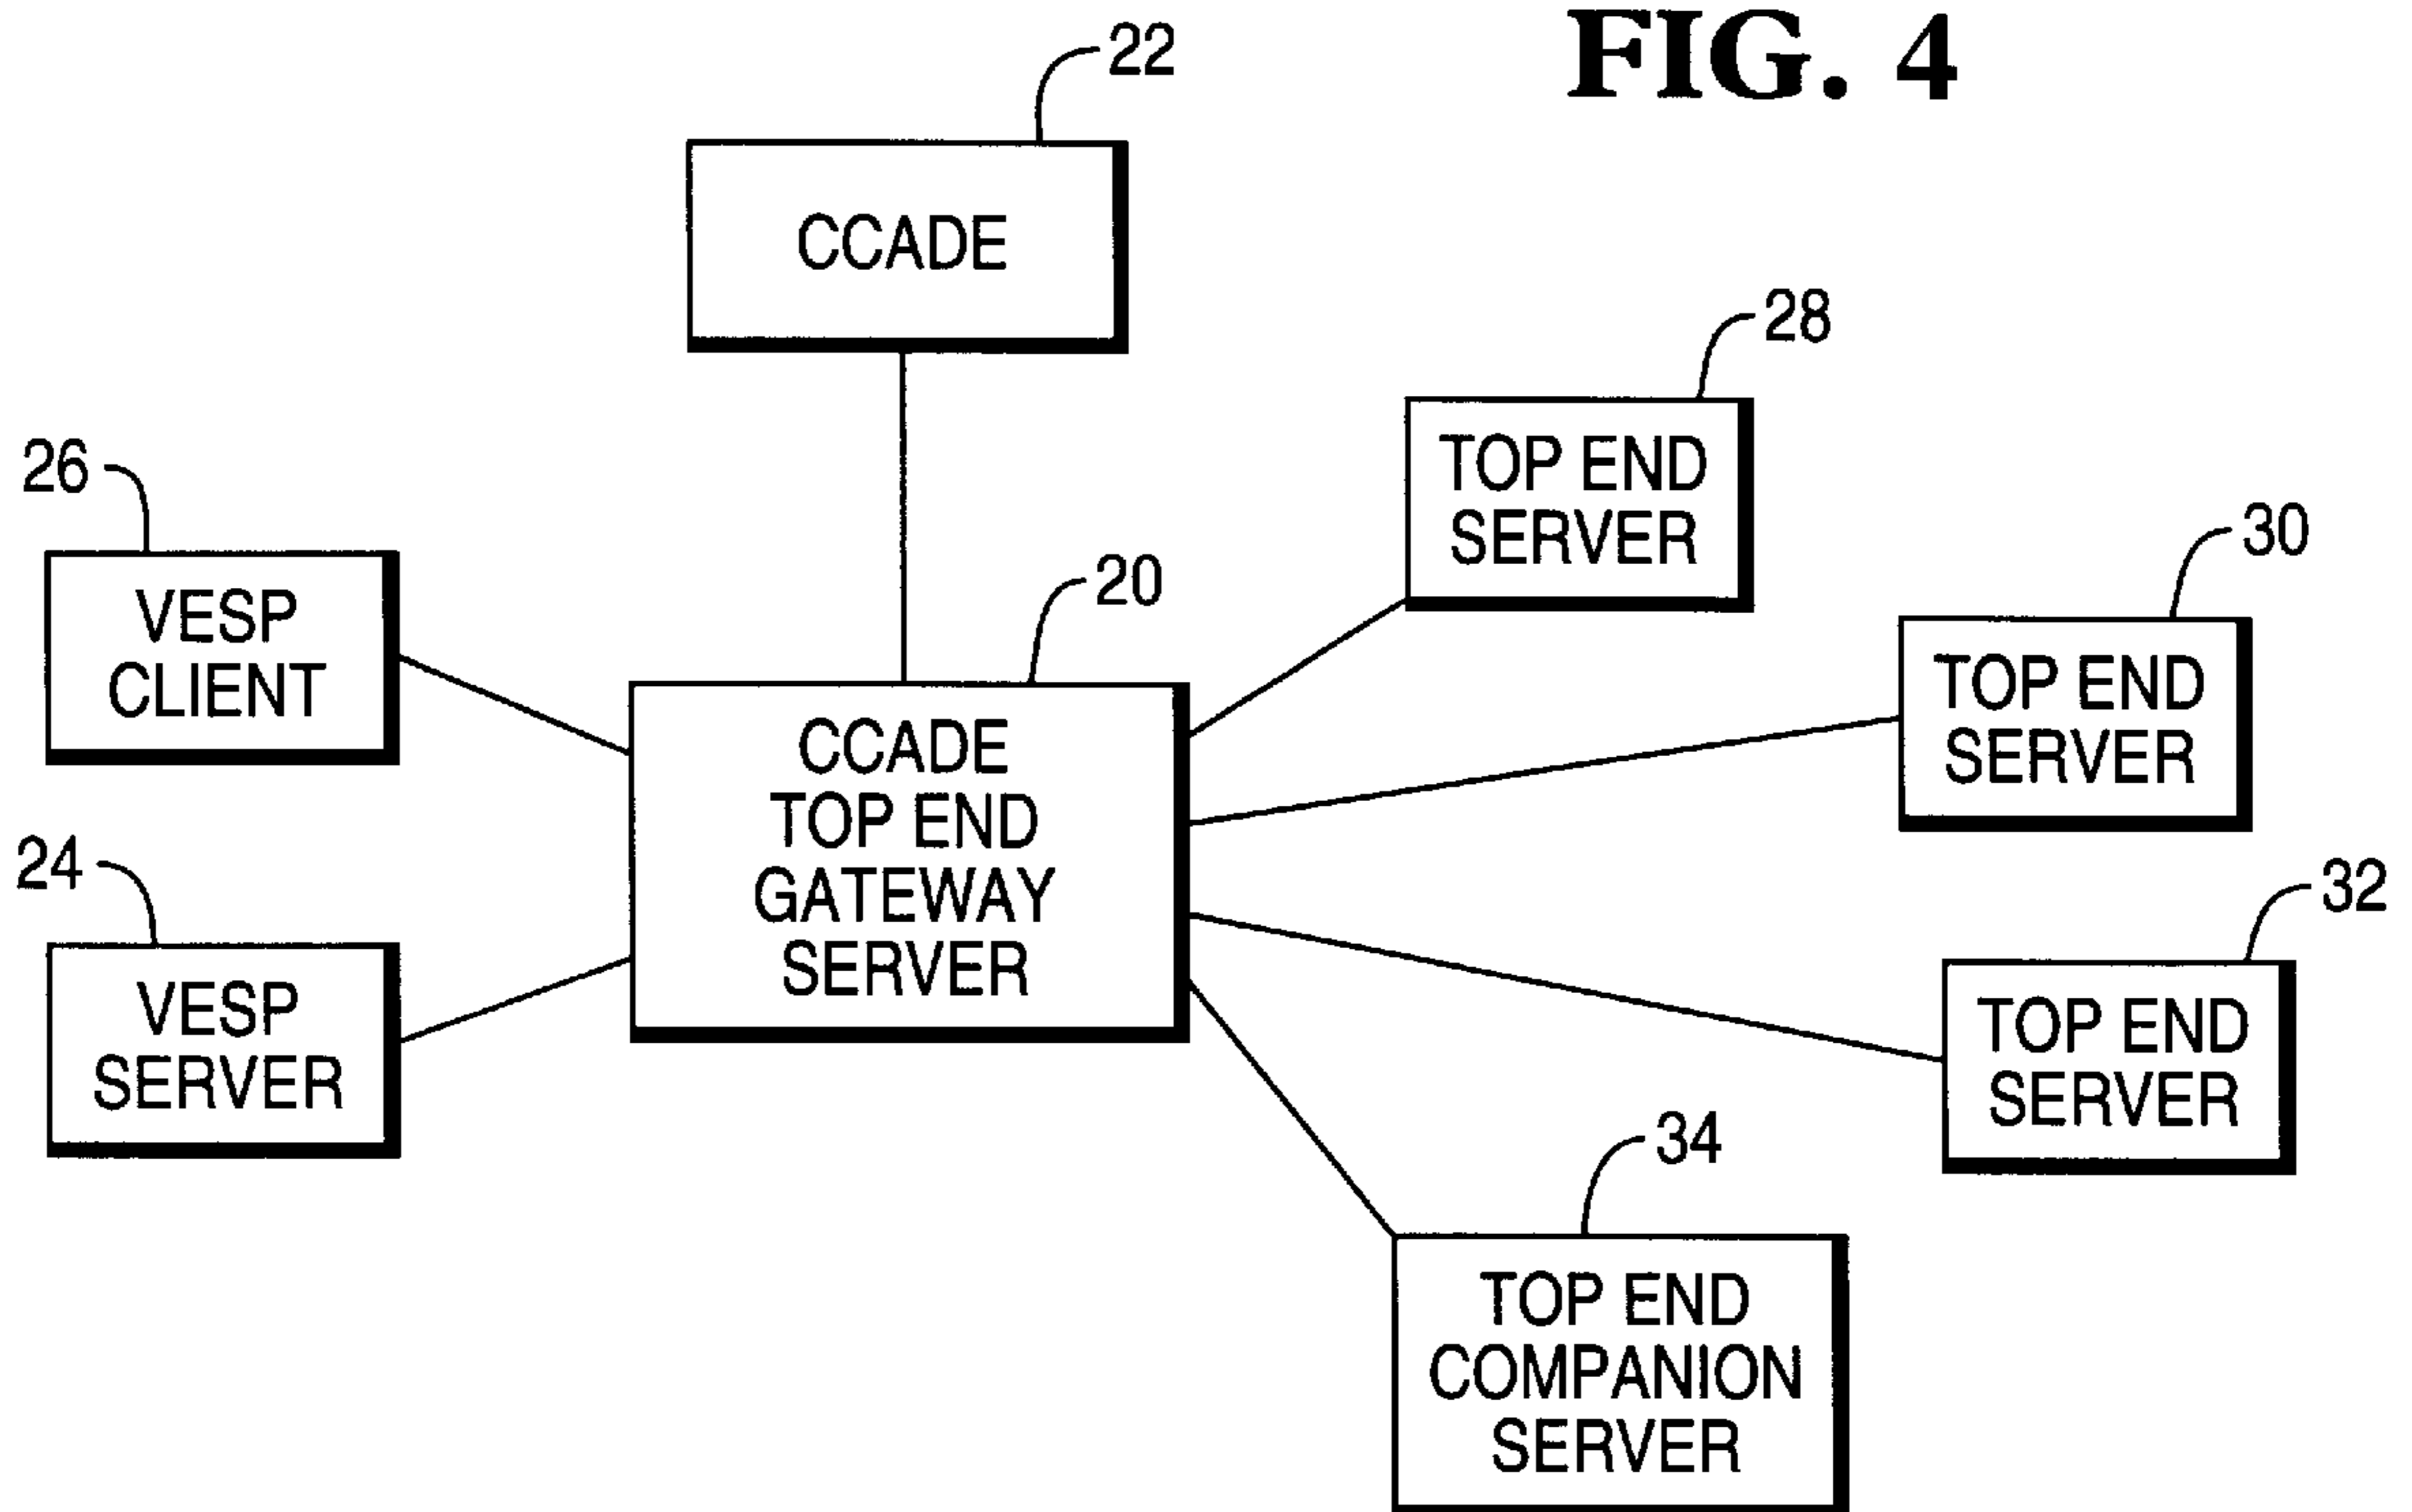 FIG. 4
22
CCADE
28
TOP END
SERVER
26
VESP
CLIENT
30
TOP END
SERVER
20
CCADE
TOP END
GATEWAY
SERVER
24
VESP
SERVER
32
TOP END
SERVER
34
TOP END
COMPANION
SERVER